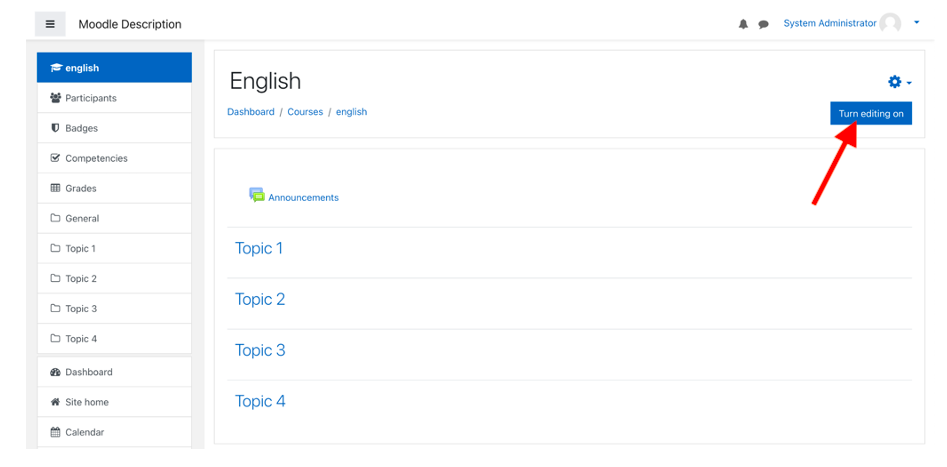 Moodle Description
System Administrator
english
Participants
Badges
Competencies
Grades
General
Topic 1
Topic 2
Topic 3
Topic 4
Dashboard
Site home
Calendar
English
Dashboard / Courses / english
Turn editing on
Announcements
Topic 1
Topic 2
Topic 3
Topic 4